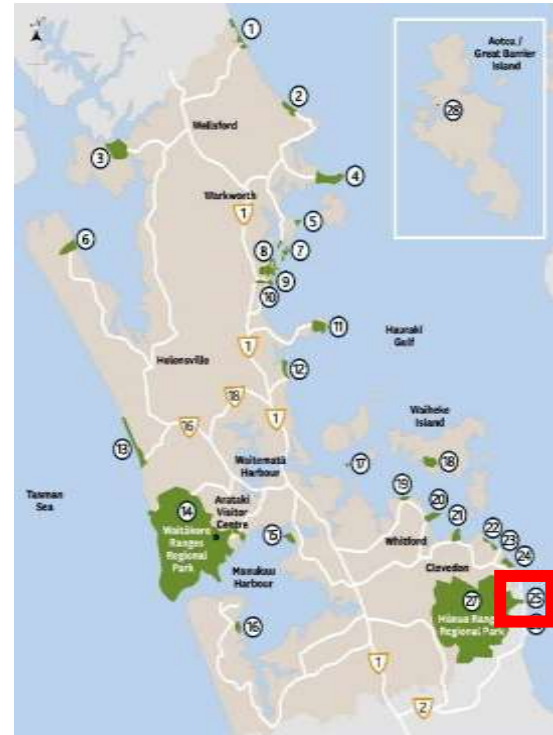 1
2
Aotea /
Great Barrier
Island
28
Wellsford
3
4
Warkworth
1
5
6
8
7
9
10
11
Hauraki
Gulf
1
12
Helensville
18
Waiheke
Island
16
1
13
Waitematā
Harbour
17
18
Tasman
Sea
14
Arataki
Visitor
Centre
19
20
21
22
23
24
15
Whitford
Waitākere
Ranges
Regional
Park
Manukau
Harbour
Clevedon
25
27
Hūnua Ranges
Regional Park
16
1
2